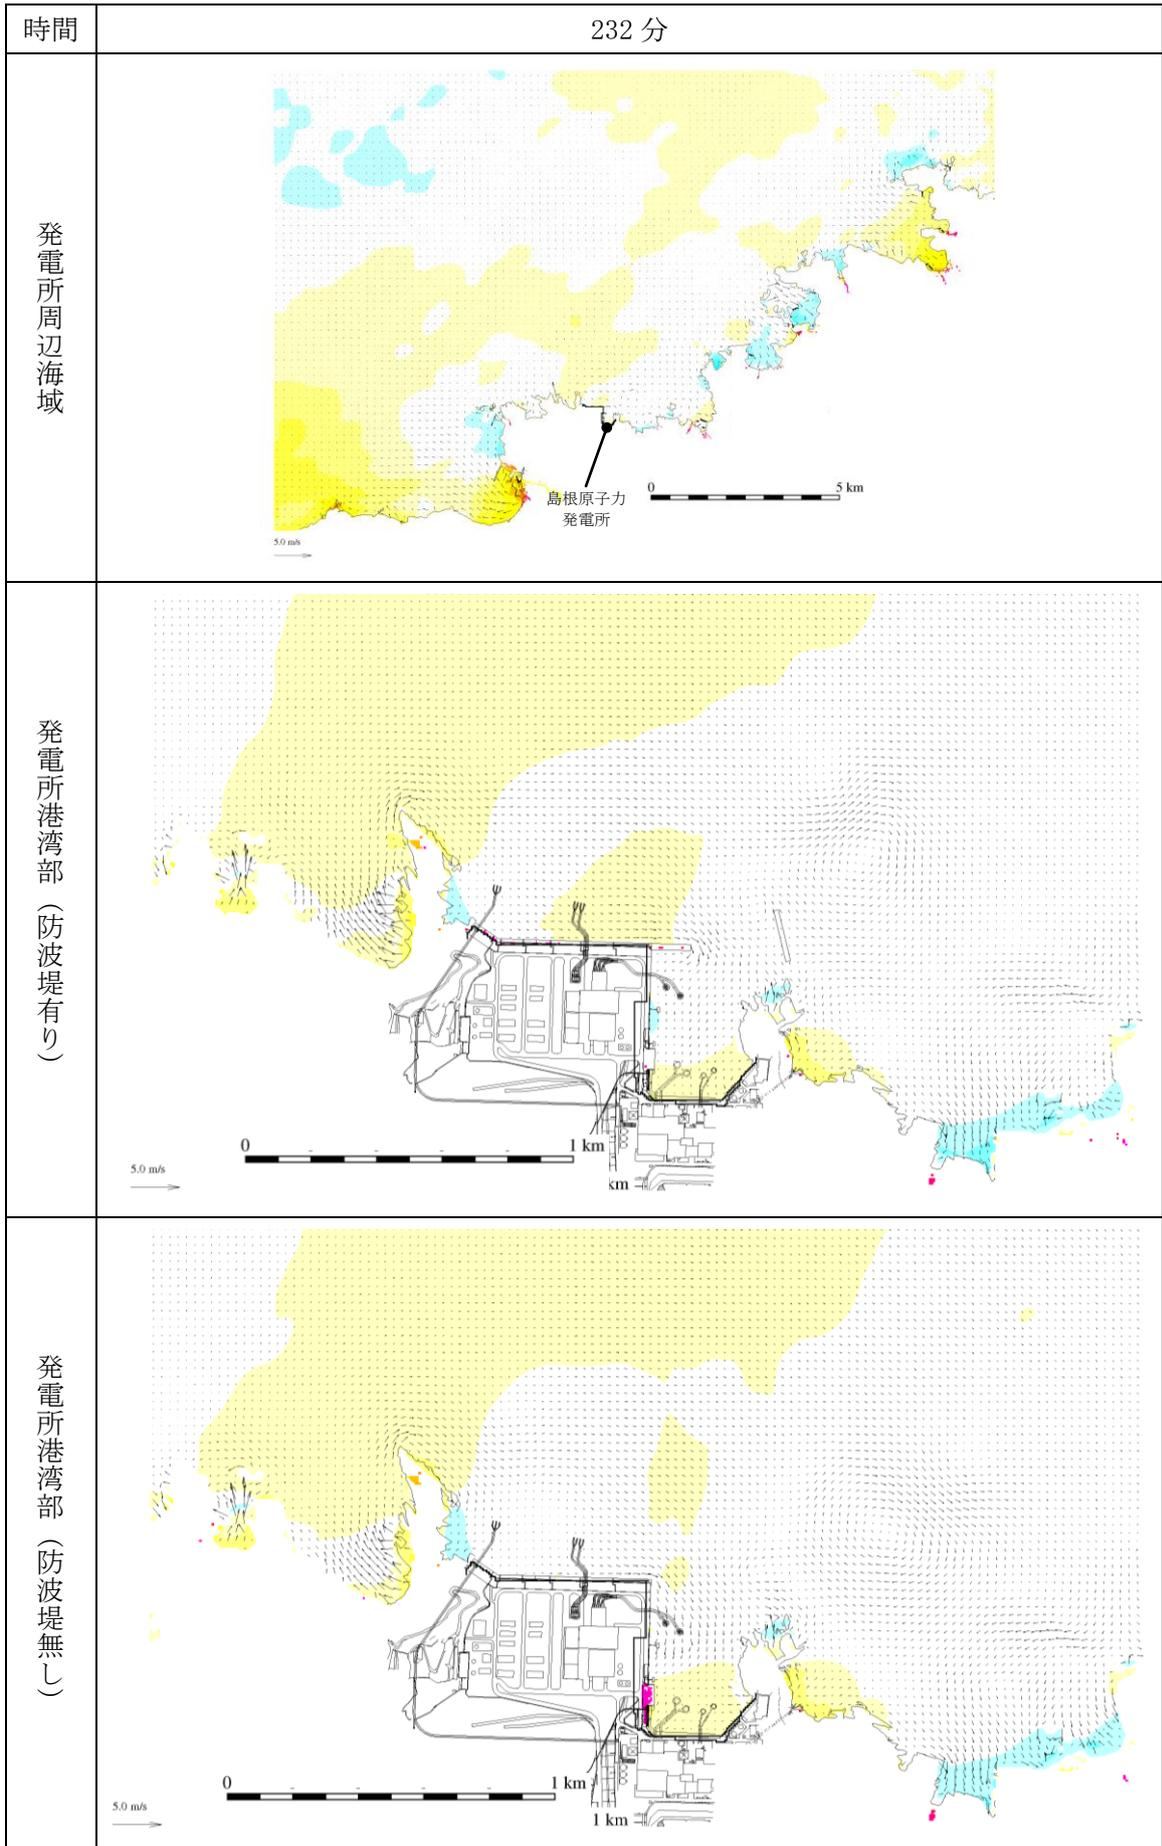 時間
232 分
発電所周辺海域
島根原子力
発電所
0
5 km
5.0 m/s
発電所港湾部（防波堤有り）
0
1 km
5.0 m/s
km
発電所港湾部（防波堤無し）
0
1 km
5.0 m/s
1 km